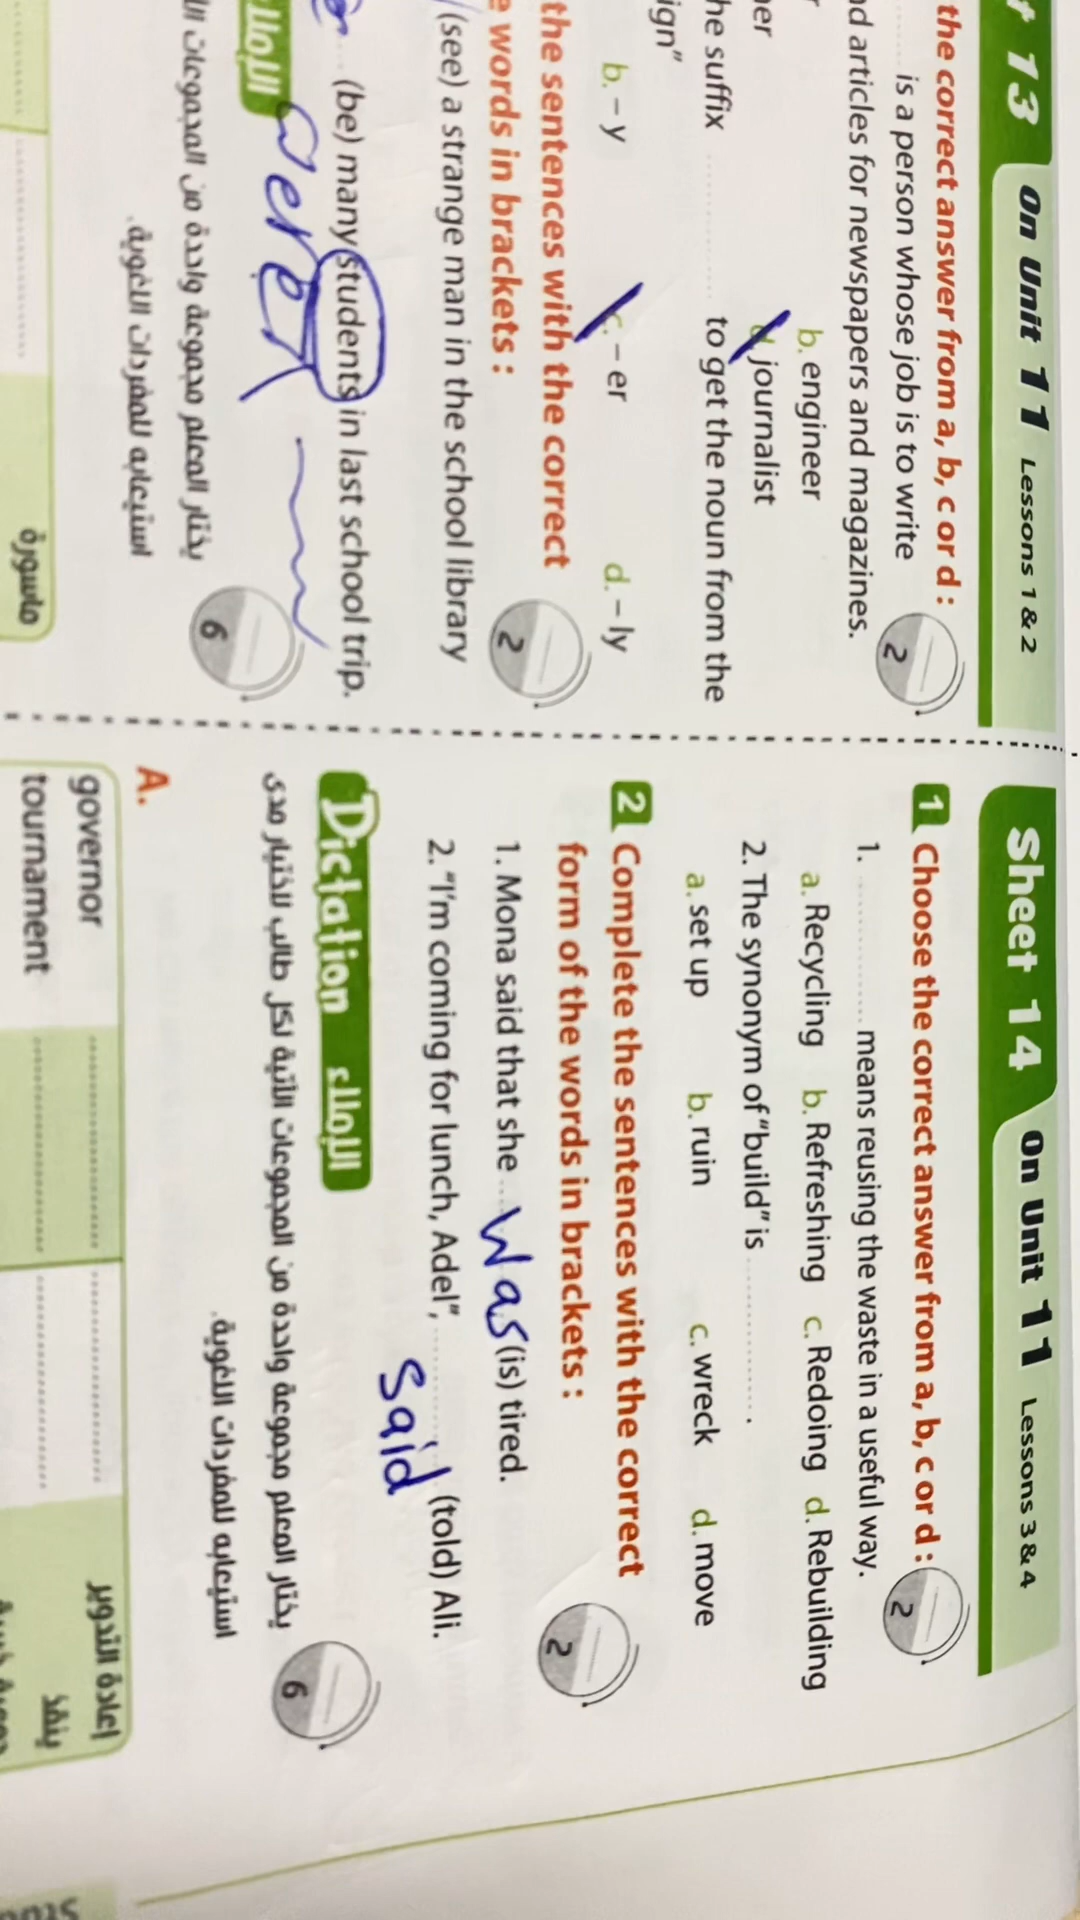 13 On Unit 11 Lessons 1 & 2
the correct answer from a, b, c or d :
2
............ is a person whose job is to write
articles for newspapers and magazines.
b. engineer
journalist
he suffix ............ to get the noun from the
ign"
b. – y c. – er d. – ly
the sentences with the correct
words in brackets :
2
(see) a strange man in the school library
(be) many students in last school trip.
were
الإملاء
6
يختار المعلم مجموعة واحدة من المجموعات
استيعابه للمفردات اللغوية.
ماسورة
Sheet 14 On Unit 11 Lessons 3 & 4
1 Choose the correct answer from a, b, c or d :
2
1. ............ means reusing the waste in a useful way.
a. Recycling b. Refreshing c. Redoing d. Rebuilding
2. The synonym of "build" is ............ .
a. set up b. ruin c. wreck d. move
2 Complete the sentences with the correct
form of the words in brackets :
2
1. Mona said that she ... was (is) tired.
2. "I'm coming for lunch, Adel", ............ (told) Ali.
said
Dictation الإملاء
6
يختار المعلم مجموعة واحدة من المجموعات الآتية لكل طالب لاختبار مدى
استيعابه للمفردات اللغوية.
A.
governor ............ ............ إعادة التدوير
tournament ............ ............ ينقذ